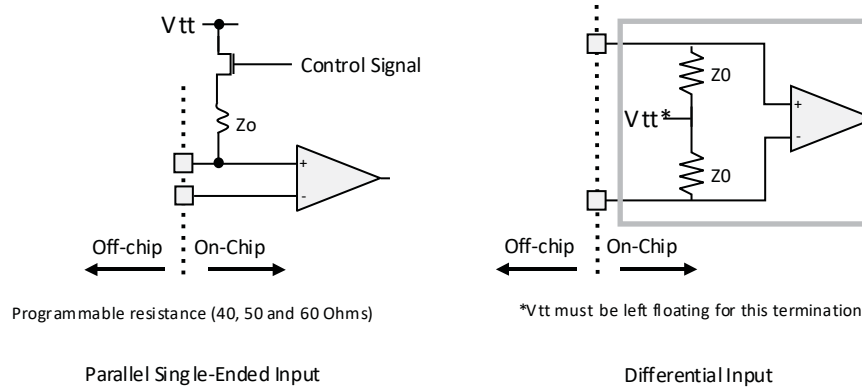 Vtt
Control Signal
Zo
+
-
Off-chip
On-Chip
Programmable resistance (40, 50 and 60 Ohms)
Parallel Single-Ended Input
Z0
Vtt*
Z0
+
-
Off-chip
On-Chip
*Vtt must be left floating for this termination
Differential Input